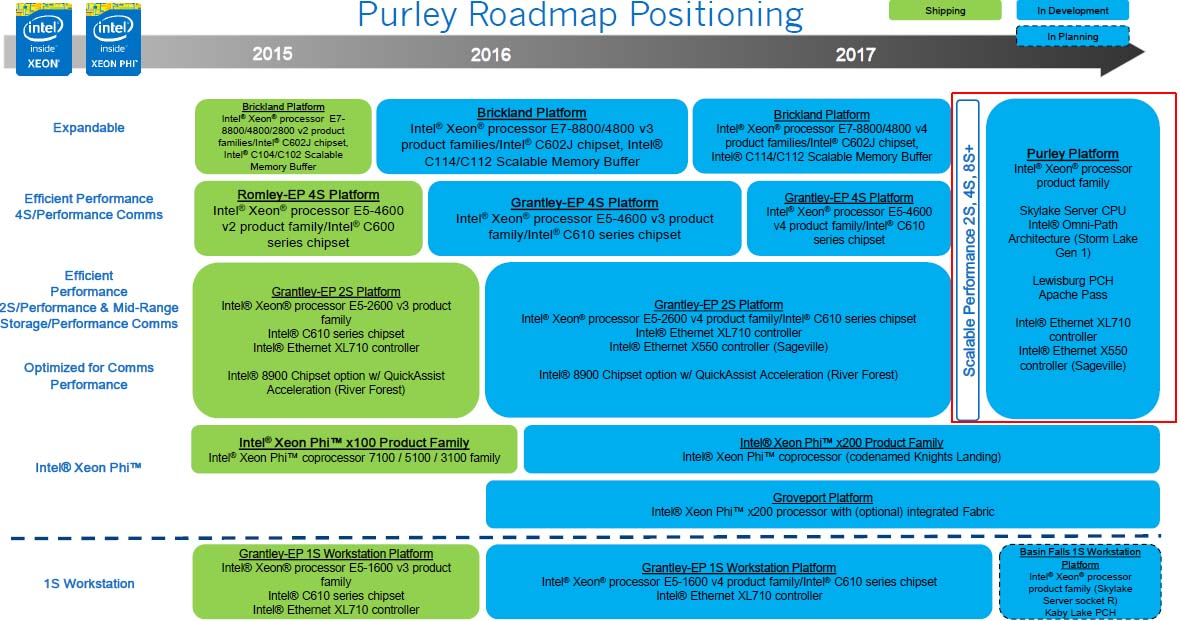 Purley Roadmap Positioning
Shipping
In Development
In Planning
intel®
inside™
XEON®
intel®
inside™
XEON PHI™
2015
2016
2017
Expandable
Brickland Platform
Intel® Xeon® processor E7-
8800/4800/2800 v2 product
families/Intel® C602J chipset,
Intel® C104/C102 Scalable
Memory Buffer
Brickland Platform
Intel® Xeon® processor E7-8800/4800 v3
product families/Intel® C602J chipset, Intel®
C114/C112 Scalable Memory Buffer
Brickland Platform
Intel® Xeon® processor E7-8800/4800 v4
product families/Intel® C602J chipset,
Intel® C114/C112 Scalable Memory Buffer
Efficient Performance
4S/Performance Comms
Romley-EP 4S Platform
Intel® Xeon® processor E5-4600
v2 product family/Intel® C600
series chipset
Grantley-EP 4S Platform
Intel® Xeon® processor E5-4600 v3 product
family/Intel® C610 series chipset
Grantley-EP 4S Platform
Intel® Xeon® processor E5-4600
v4 product family/Intel® C610
series chipset
Efficient
Performance
2S/Performance & Mid-Range
Storage/Performance Comms
Optimized for Comms
Performance
Grantley-EP 2S Platform
Intel® Xeon® processor E5-2600 v3 product
family
Intel® C610 series chipset
Intel® Ethernet XL710 controller
Intel® 8900 Chipset option w/ QuickAssist
Acceleration (River Forest)
Grantley-EP 2S Platform
Intel® Xeon® processor E5-2600 v4 product family/Intel® C610 series chipset
Intel® Ethernet XL710 controller
Intel® Ethernet X550 controller (Sageville)
Intel® 8900 Chipset option w/ QuickAssist Acceleration (River Forest)
Scalable Performance 2S, 4S, 8S+
Purley Platform
Intel® Xeon® processor
product family
Skylake Server CPU
Intel® Omni-Path
Architecture (Storm Lake
Gen 1)
Lewisburg PCH
Apache Pass
Intel® Ethernet XL710
controller
Intel® Ethernet X550
controller (Sageville)
Intel® Xeon Phi™
Intel® Xeon Phi™ x100 Product Family
Intel® Xeon Phi™ coprocessor 7100 / 5100 / 3100 family
Intel® Xeon Phi™ x200 Product Family
Intel® Xeon Phi™ coprocessor (codenamed Knights Landing)
Groveport Platform
Intel® Xeon Phi™ x200 processor with (optional) integrated Fabric
1S Workstation
Grantley-EP 1S Workstation Platform
Intel® Xeon® processor E5-1600 v3 product
family
Intel® C610 series chipset
Intel® Ethernet XL710 controller
Grantley-EP 1S Workstation Platform
Intel® Xeon® processor E5-1600 v4 product family/Intel® C610 series chipset
Intel® Ethernet XL710 controller
Basin Falls 1S Workstation
Platform
Intel® Xeon® processor
product family (Skylake
Server socket R)
Kaby Lake PCH